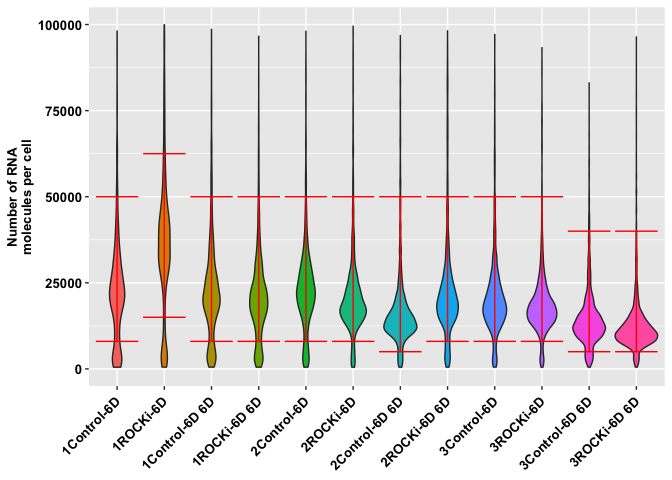 Number of RNA
molecules per cell
100000
75000
50000
25000
0
1Control-6D
1ROCKi-6D
1Control-6D 6D
1ROCKi-6D 6D
2Control-6D
2ROCKi-6D
2Control-6D 6D
2ROCKi-6D 6D
3Control-6D
3ROCKi-6D
3Control-6D 6D
3ROCKi-6D 6D